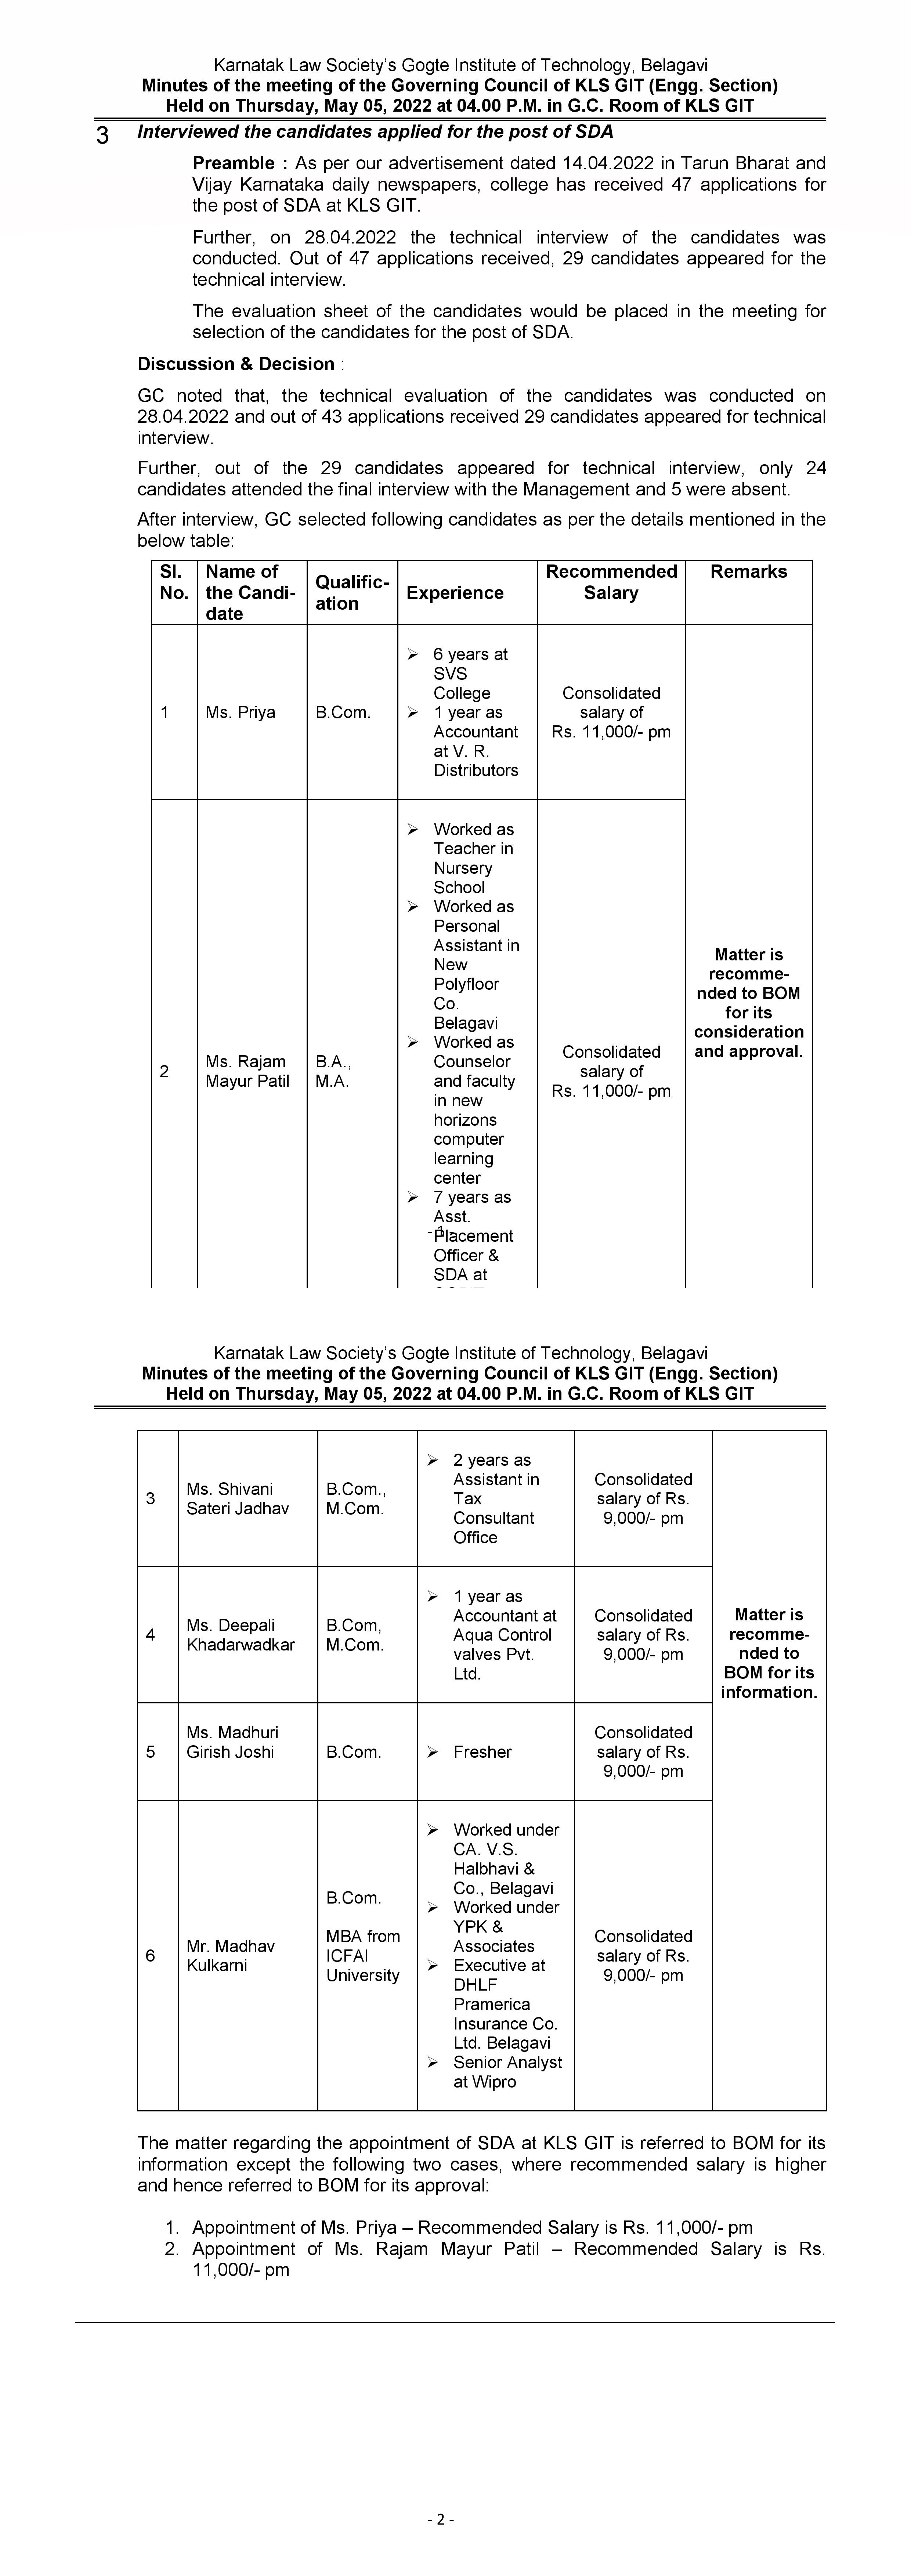 Karnatak Law Society’s Gogte Institute of Technology, Belagavi
Minutes of the meeting of the Governing Council of KLS GIT (Engg. Section)
Held on Thursday, May 05, 2022 at 04.00 P.M. in G.C. Room of KLS GIT
3 Interviewed the candidates applied for the post of SDA
Preamble : As per our advertisement dated 14.04.2022 in Tarun Bharat and
Vijay Karnataka daily newspapers, college has received 47 applications for
the post of SDA at KLS GIT.
Further, on 28.04.2022 the technical interview of the candidates was
conducted. Out of 47 applications received, 29 candidates appeared for the
technical interview.
The evaluation sheet of the candidates would be placed in the meeting for
selection of the candidates for the post of SDA.
Discussion & Decision :
GC noted that, the technical evaluation of the candidates was conducted on
28.04.2022 and out of 43 applications received 29 candidates appeared for technical
interview.
Further, out of the 29 candidates appeared for technical interview, only 24
candidates attended the final interview with the Management and 5 were absent.
After interview, GC selected following candidates as per the details mentioned in the
below table:
Sl.
No.
Name of
the Candi-
date
Qualific-
ation
Experience
Recommended
Salary
Remarks
1
Ms. Priya
B.Com.
➢ 6 years at
SVS
College
➢ 1 year as
Accountant
at V. R.
Distributors
Consolidated
salary of
Rs. 11,000/- pm
2
Ms. Rajam
Mayur Patil
B.A.,
M.A.
➢ Worked as
Teacher in
Nursery
School
➢ Worked as
Personal
Assistant in
New
Polyfloor
Co.
Belagavi
➢ Worked as
Counselor
and faculty
in new
horizons
computer
learning
center
➢ 7 years as
Asst.
Placement
Officer &
SDA at
Consolidated
salary of
Rs. 11,000/- pm
Matter is
recomme-
nded to BOM
for its
consideration
and approval.
- 1 -
Karnatak Law Society’s Gogte Institute of Technology, Belagavi
Minutes of the meeting of the Governing Council of KLS GIT (Engg. Section)
Held on Thursday, May 05, 2022 at 04.00 P.M. in G.C. Room of KLS GIT
3
Ms. Shivani
Sateri Jadhav
B.Com.,
M.Com.
➢ 2 years as
Assistant in
Tax
Consultant
Office
Consolidated
salary of Rs.
9,000/- pm
4
Ms. Deepali
Khadarwadkar
B.Com,
M.Com.
➢ 1 year as
Accountant at
Aqua Control
valves Pvt.
Ltd.
Consolidated
salary of Rs.
9,000/- pm
Matter is
recomme-
nded to
BOM for its
information.
5
Ms. Madhuri
Girish Joshi
B.Com.
➢ Fresher
Consolidated
salary of Rs.
9,000/- pm
6
Mr. Madhav
Kulkarni
B.Com.
MBA from
ICFAI
University
➢ Worked under
CA. V.S.
Halbhavi &
Co., Belagavi
➢ Worked under
YPK &
Associates
➢ Executive at
DHLF
Pramerica
Insurance Co.
Ltd. Belagavi
➢ Senior Analyst
at Wipro
Consolidated
salary of Rs.
9,000/- pm
The matter regarding the appointment of SDA at KLS GIT is referred to BOM for its
information except the following two cases, where recommended salary is higher
and hence referred to BOM for its approval:
1. Appointment of Ms. Priya – Recommended Salary is Rs. 11,000/- pm
2. Appointment of Ms. Rajam Mayur Patil – Recommended Salary is Rs.
11,000/- pm
- 2 -